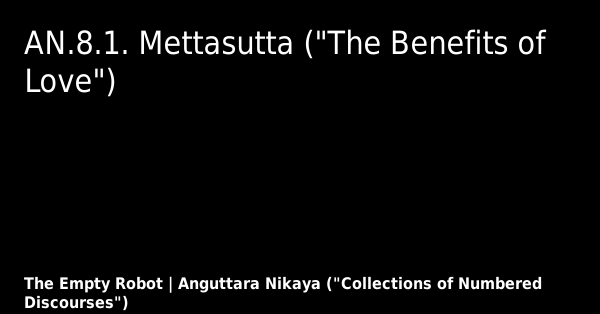 AN.8.1. Mettasutta ("The Benefits of
Love")
The Empty Robot | Anguttara Nikaya ("Collections of Numbered
Discourses")